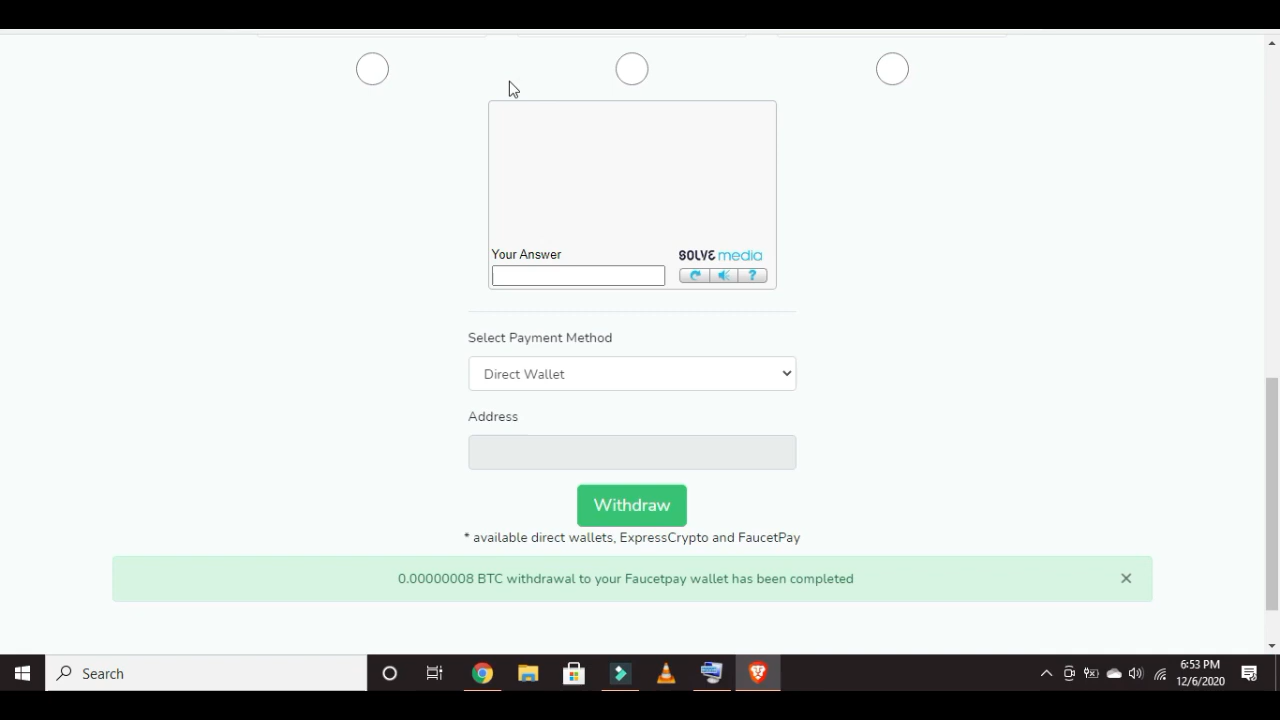 Your Answer
SOLVE media
?
Select Payment Method
Direct Wallet
Address
Withdraw
* available direct wallets, ExpressCrypto and FaucetPay
0.00000008 BTC withdrawal to your Faucetpay wallet has been completed ×
Search
6:53 PM
12/6/2020